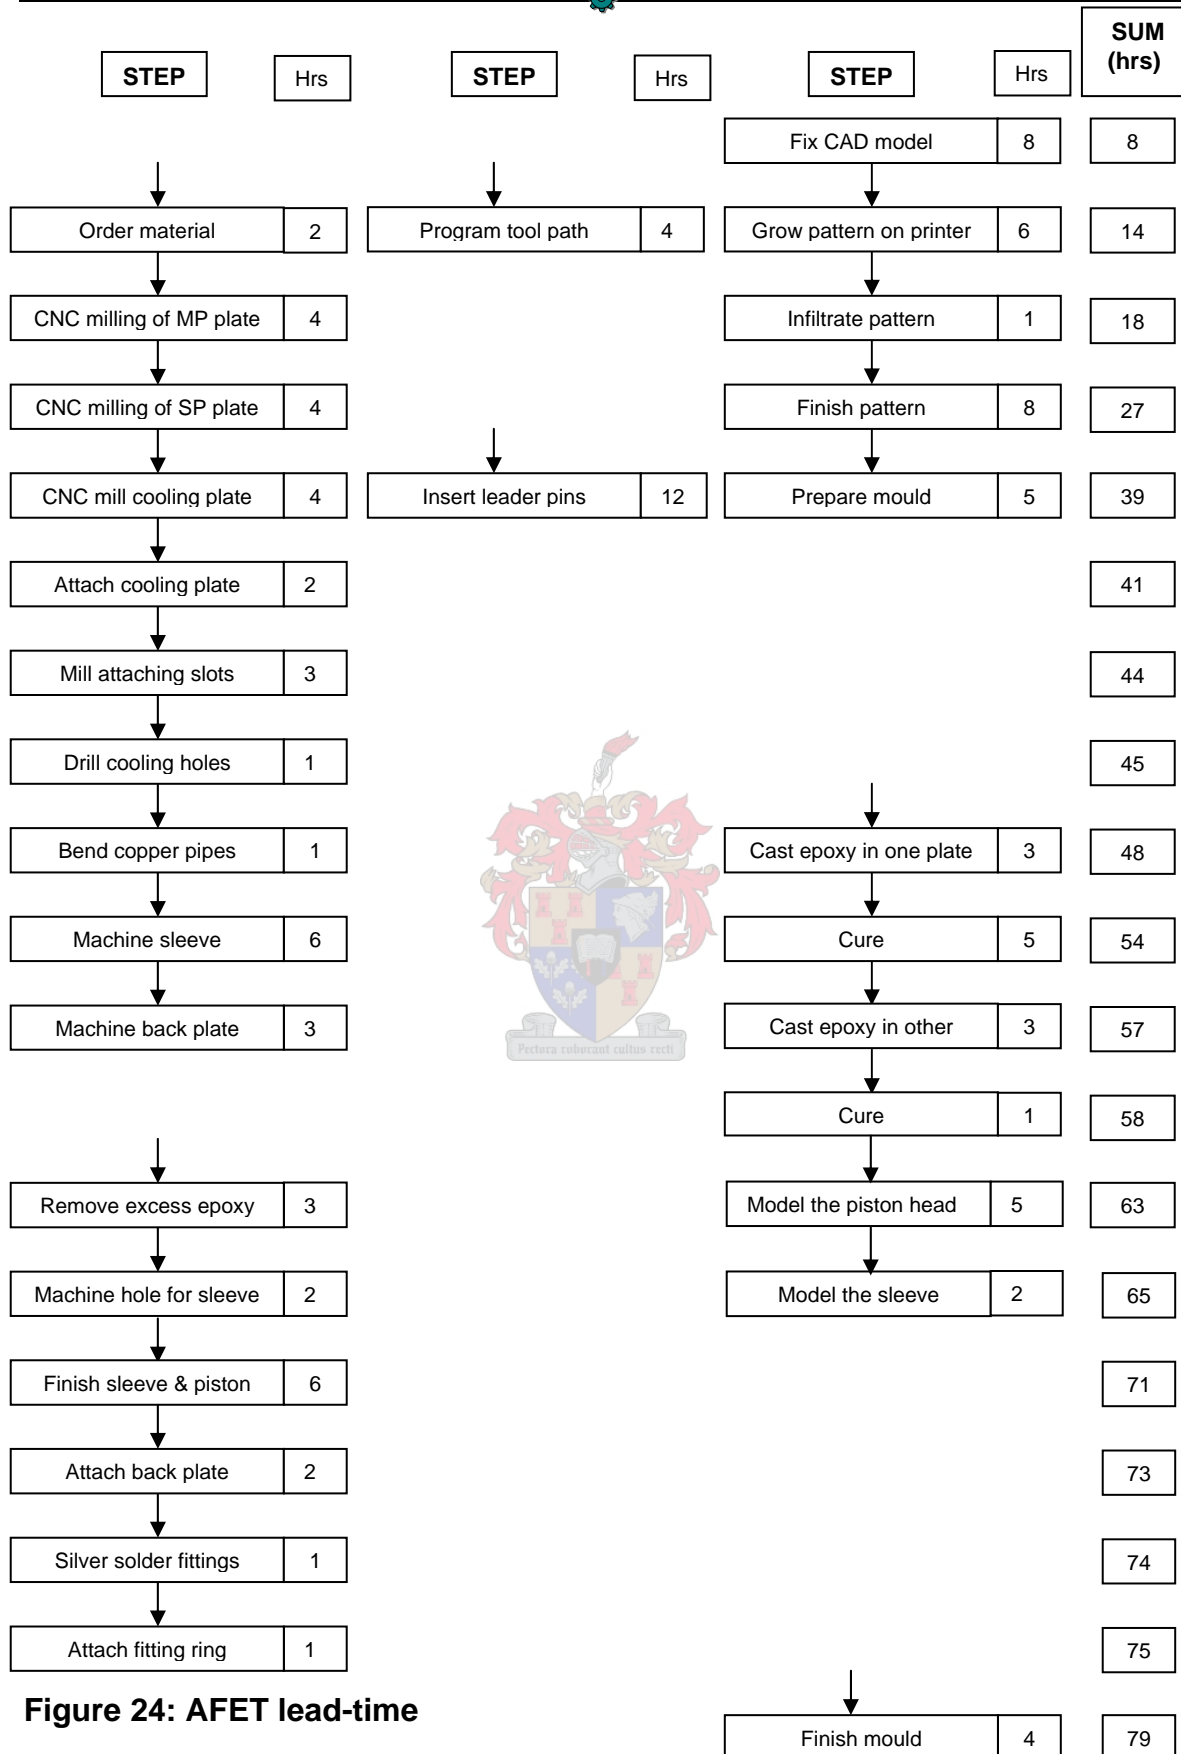 SUM
(hrs)
STEP Hrs STEP Hrs STEP Hrs
Fix CAD model 8 8
Order material 2 Program tool path 4 Grow pattern on printer 6 14
CNC milling of MP plate 4 Infiltrate pattern 1 18
CNC milling of SP plate 4 Finish pattern 8 27
CNC mill cooling plate 4 Insert leader pins 12 Prepare mould 5 39
Attach cooling plate 2 41
Mill attaching slots 3 44
Drill cooling holes 1 45
Bend copper pipes 1 Cast epoxy in one plate 3 48
Machine sleeve 6 Cure 5 54
Machine back plate 3 Cast epoxy in other 3 57
Pectora roborant cultus recti
Cure 1 58
Remove excess epoxy 3 Model the piston head 5 63
Machine hole for sleeve 2 Model the sleeve 2 65
Finish sleeve & piston 6 71
Attach back plate 2 73
Silver solder fittings 1 74
Attach fitting ring 1 75
Figure 24: AFET lead-time
Finish mould 4 79